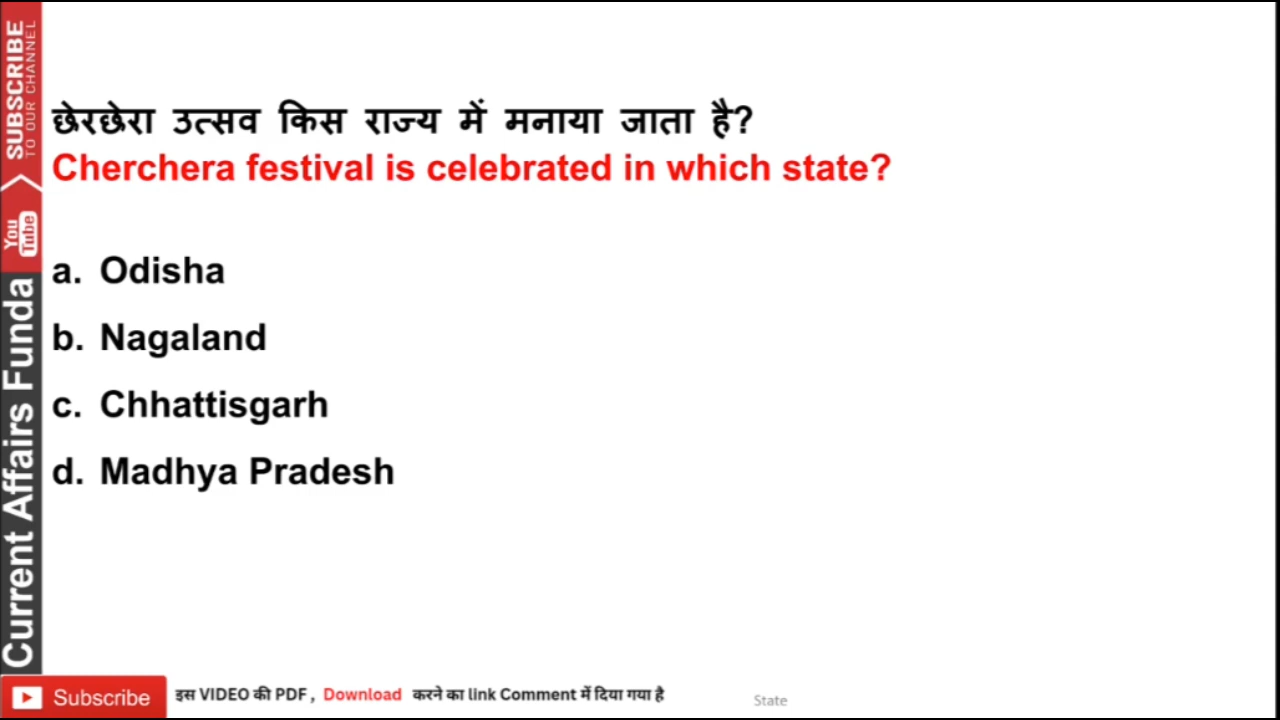 छेरछेरा उत्सव किस राज्य में मनाया जाता है?
Cherchera festival is celebrated in which state?
a. Odisha
b. Nagaland
c. Chhattisgarh
d. Madhya Pradesh
SUBSCRIBE
TO OUR CHANNEL
You
Tube
Current Affairs Funda
Subscribe
इस VIDEO की PDF , Download करने का link Comment में दिया गया है
State